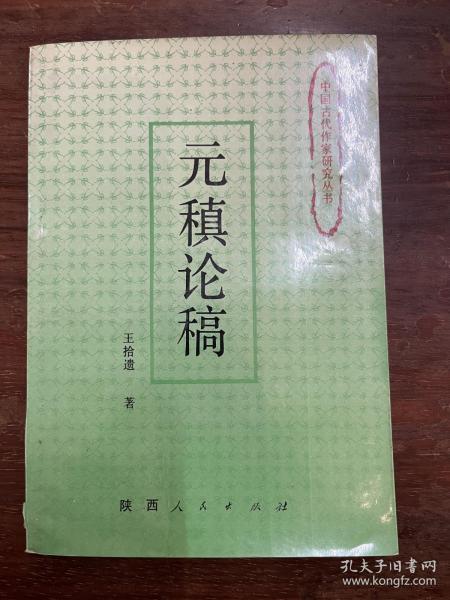 中国古代作家研究丛书
元稹论稿
王拾遗 著
陕西人民出版社
孔夫子旧书网
www.kongfz.com